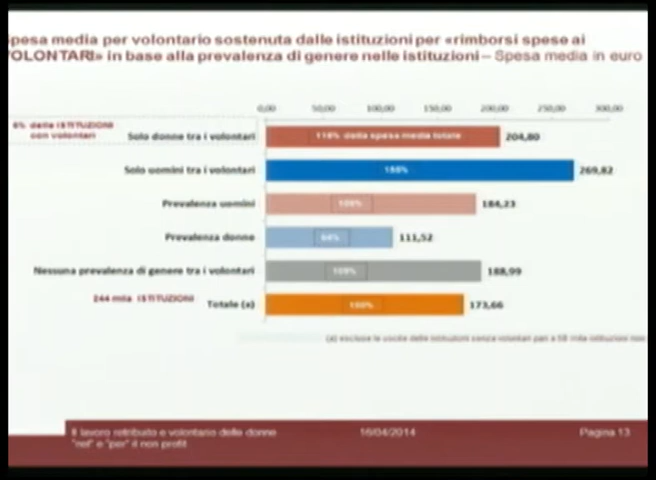 Spesa media per volontario sostenuta dalle istituzioni per «rimborsi spese ai
VOLONTARI» in base alla prevalenza di genere nelle istituzioni – Spesa media in euro
0,00 50,00 100,00 150,00 200,00 250,00 300,00
6% delle ISTITUZIONI
con volontari
Solo donne tra i volontari 118% della spesa media totale 204,80
Solo uomini tra i volontari 155% 269,82
Prevalenza uomini 106% 184,23
Prevalenza donne 64% 111,52
Nessuna prevalenza di genere tra i volontari 109% 188,99
244 mila ISTITUZIONI
Totale (a) 100% 173,66
(a) escluse le uscite delle istituzioni senza volontari pari a 58 mila istituzioni non
Il lavoro retribuito e volontario delle donne
"nel" e "per" il non profit
16/04/2014
Pagina 13